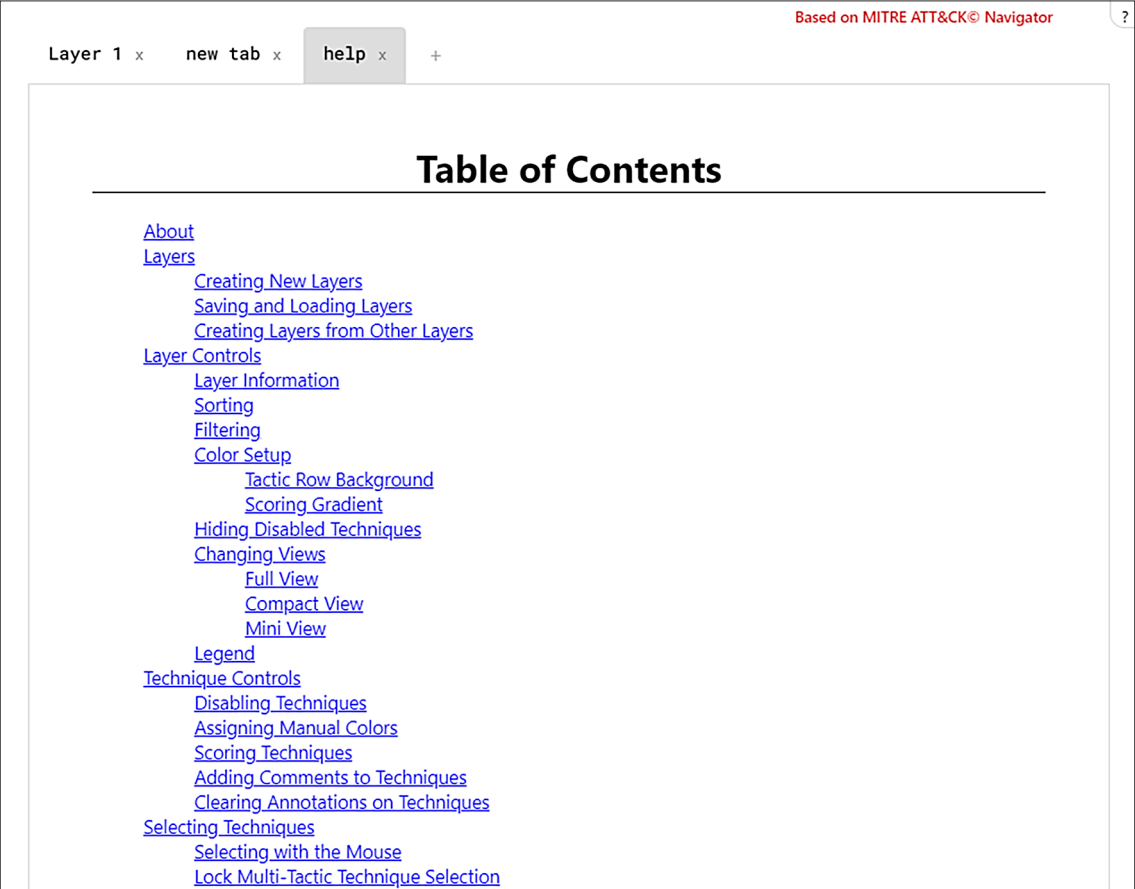 Based on MITRE ATT&CK© Navigator
?
Layer 1 x new tab x help x +
Table of Contents
About
Layers
Creating New Layers
Saving and Loading Layers
Creating Layers from Other Layers
Layer Controls
Layer Information
Sorting
Filtering
Color Setup
Tactic Row Background
Scoring Gradient
Hiding Disabled Techniques
Changing Views
Full View
Compact View
Mini View
Legend
Technique Controls
Disabling Techniques
Assigning Manual Colors
Scoring Techniques
Adding Comments to Techniques
Clearing Annotations on Techniques
Selecting Techniques
Selecting with the Mouse
Lock Multi-Tactic Technique Selection